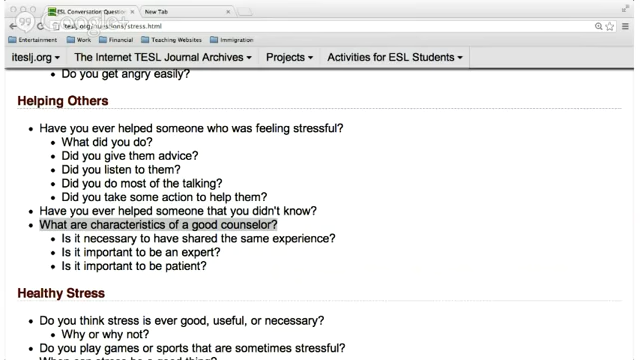 ESL Conversation Question
New Tab
iteslj.org/questions/stress.html
Entertainment
Work
Financial
Teaching Websites
Immigration
iteslj.org
The Internet TESL Journal Archives
Projects
Activities for ESL Students
Do you get angry easily?
Helping Others
Have you ever helped someone who was feeling stressful?
What did you do?
Did you give them advice?
Did you listen to them?
Did you do most of the talking?
Did you take some action to help them?
Have you ever helped someone that you didn't know?
What are characteristics of a good counselor?
Is it necessary to have shared the same experience?
Is it important to be an expert?
Is it important to be patient?
Healthy Stress
Do you think stress is ever good, useful, or necessary?
Why or why not?
Do you play games or sports that are sometimes stressful?
When can stress be a good thing?